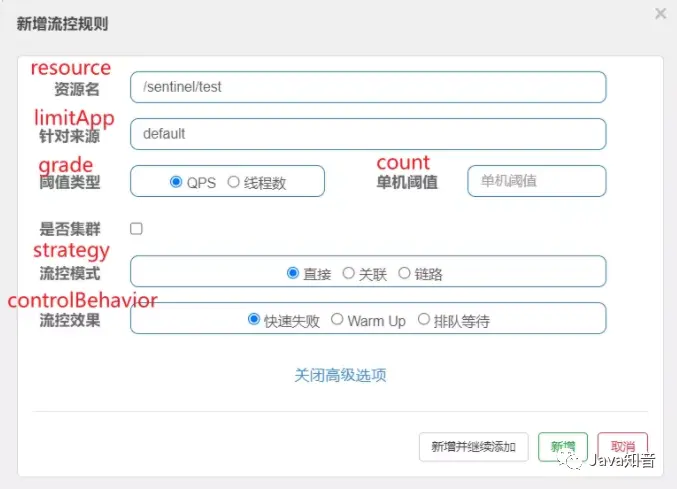 新增流控规则
×
resource
资源名
/sentinel/test
limitApp
针对来源
default
grade
阈值类型
QPS 线程数
count
单机阈值
单机阈值
是否集群
strategy
流控模式
直接 关联 链路
controlBehavior
流控效果
快速失败 Warm Up 排队等待
关闭高级选项
新增并继续添加 新增 取消
Java知音